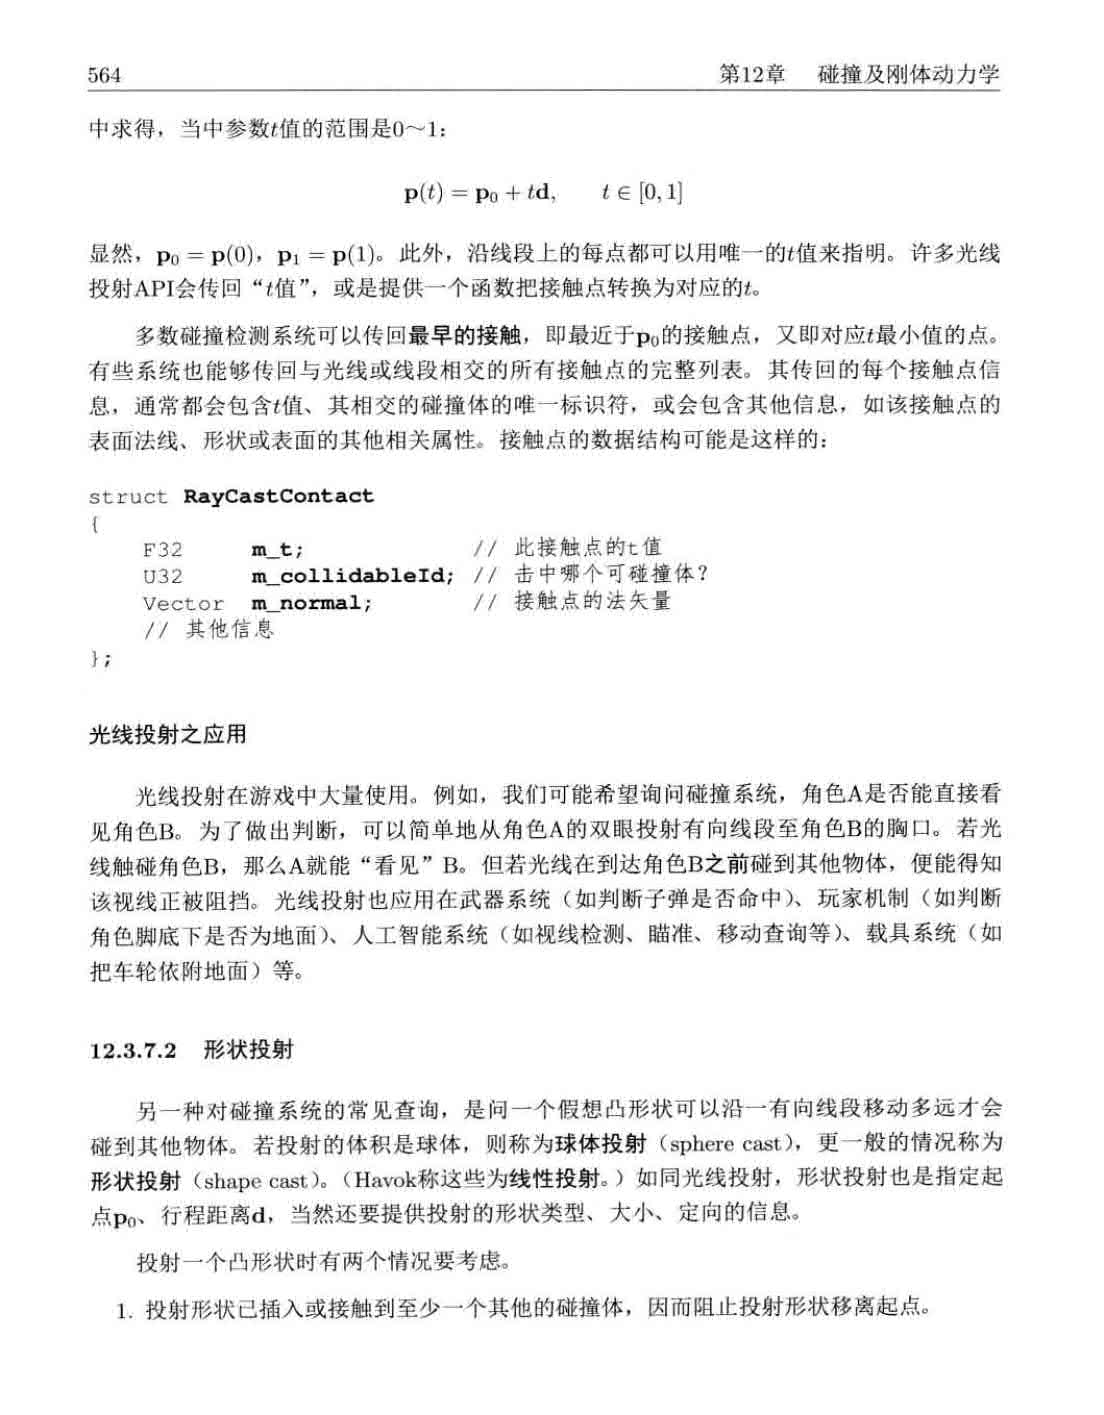 564 第12章 碰撞及刚体动力学
中求得，当中参数t值的范围是0～1：
p(t) = p₀ + td,   t ∈ [0, 1]
显然，p₀ = p(0)，p₁ = p(1)。此外，沿线段上的每点都可以用唯一的t值来指明。许多光线
投射API会传回“t值”，或是提供一个函数把接触点转换为对应的t。
多数碰撞检测系统可以传回最早的接触，即最近于p₀的接触点，又即对应t最小值的点。
有些系统也能够传回与光线或线段相交的所有接触点的完整列表。其传回的每个接触点信
息，通常都会包含t值、其相交的碰撞体的唯一标识符，或会包含其他信息，如该接触点的
表面法线、形状或表面的其他相关属性。接触点的数据结构可能是这样的：
struct RayCastContact
{
F32 m_t; // 此接触点的t值
U32 m_collidableId; // 击中哪个可碰撞体?
Vector m_normal; // 接触点的法矢量
// 其他信息
};
光线投射之应用
光线投射在游戏中大量使用。例如，我们可能希望询问碰撞系统，角色A是否能直接看
见角色B。为了做出判断，可以简单地从角色A的双眼投射有向线段至角色B的胸口。若光
线触碰角色B，那么A就能“看见”B。但若光线在到达角色B之前碰到其他物体，便能得知
该视线正被阻挡。光线投射也应用在武器系统（如判断子弹是否命中）、玩家机制（如判断
角色脚底下是否为地面）、人工智能系统（如视线检测、瞄准、移动查询等）、载具系统（如
把车轮依附地面）等。
12.3.7.2 形状投射
另一种对碰撞系统的常见查询，是问一个假想凸形状可以沿一有向线段移动多远才会
碰到其他物体。若投射的体积是球体，则称为球体投射（sphere cast），更一般的情况称为
形状投射（shape cast）。（Havok称这些为线性投射。）如同光线投射，形状投射也是指定起
点p₀、行程距离d，当然还要提供投射的形状类型、大小、定向的信息。
投射一个凸形状时有两个情况要考虑。
1. 投射形状已插入或接触到至少一个其他的碰撞体，因而阻止投射形状移离起点。